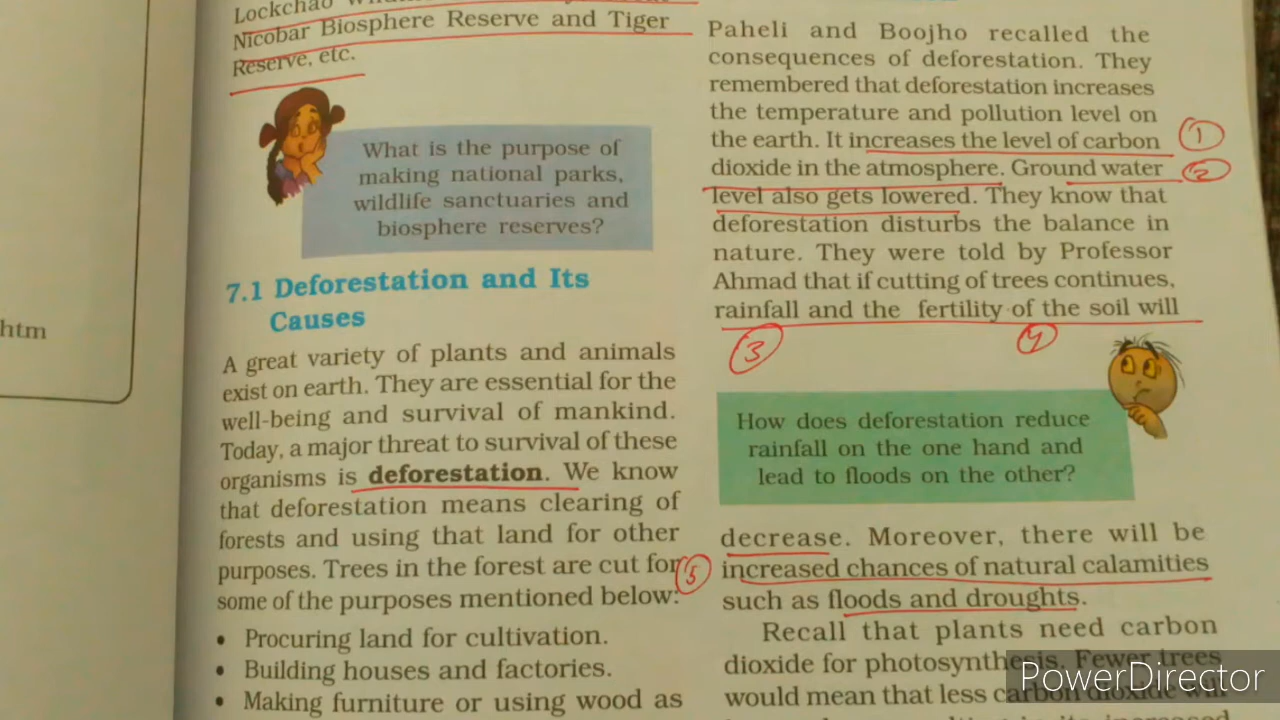 Lockchao
Nicobar Biosphere Reserve and Tiger
Reserve, etc.
What is the purpose of
making national parks,
wildlife sanctuaries and
biosphere reserves?
7.1 Deforestation and Its
Causes
A great variety of plants and animals
exist on earth. They are essential for the
well-being and survival of mankind.
Today, a major threat to survival of these
organisms is deforestation. We know
that deforestation means clearing of
forests and using that land for other
purposes. Trees in the forest are cut for
some of the purposes mentioned below:
• Procuring land for cultivation.
• Building houses and factories.
• Making furniture or using wood as
htm
Paheli and Boojho recalled the
consequences of deforestation. They
remembered that deforestation increases
the temperature and pollution level on
the earth. It increases the level of carbon
1
dioxide in the atmosphere. Ground water
2
level also gets lowered. They know that
deforestation disturbs the balance in
nature. They were told by Professor
Ahmad that if cutting of trees continues,
rainfall and the fertility of the soil will
3 4
How does deforestation reduce
rainfall on the one hand and
lead to floods on the other?
decrease. Moreover, there will be
5
increased chances of natural calamities
such as floods and droughts.
Recall that plants need carbon
dioxide for photosynthesis. Fewer trees
would mean that less carbon dioxide will
PowerDirector